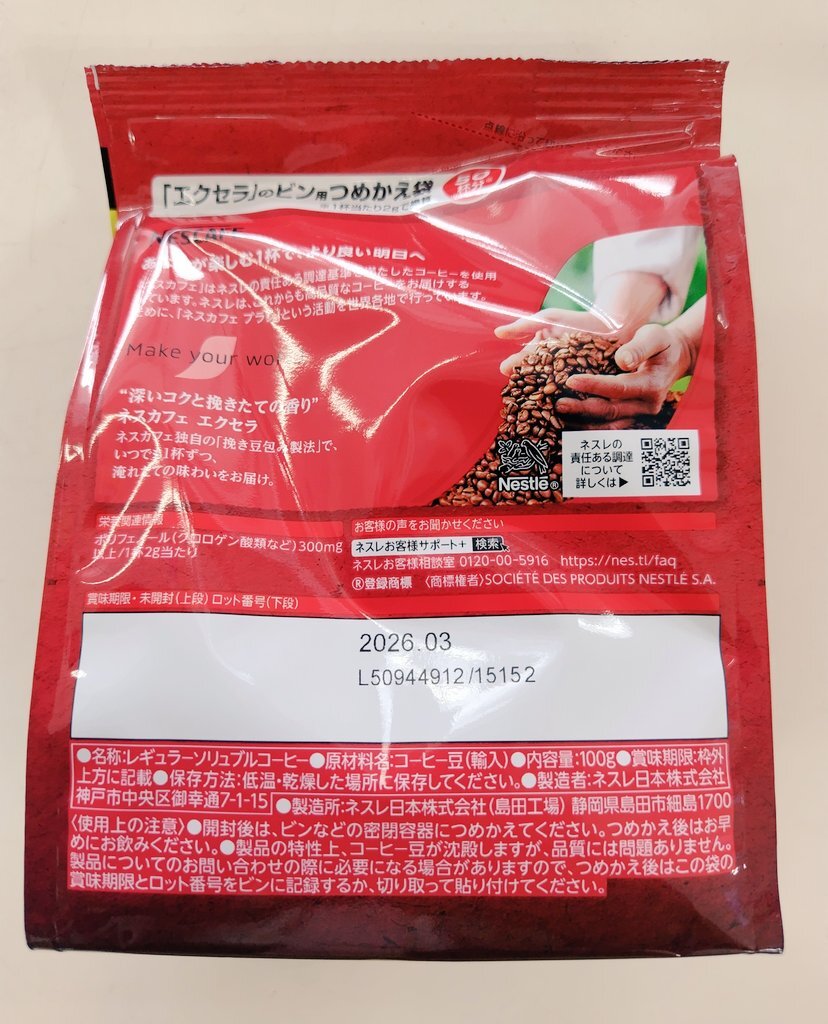 点線に沿って
「エクセラ」のビン用つめかえ袋
50杯分※
※1杯当たり2gで
NESCAFÉ
が楽しむ1杯で、より良い明日へ
スカフェ」はネスレの責任ある調達基準を満たしたコーヒーを使用
ています。ネスレは、これからも高品質なコーヒーをお届けする
ために、「ネスカフェ プラン」という活動を世界各地で行っています。
Make your
“深いコクと挽きたての香り”
ネスカフェ エクセラ
ネスカフェ独自の「挽き豆包み製法」で、
いつでも1杯ずつ、
淹れたての味わいをお届け。
Nestlé®
ネスレの
責任ある調達
について
詳しくは▶
栄養関連情報
ポリフェノール(クロロゲン酸類など)300mg
以上/1杯2g当たり
お客様の声をお聞かせください
ネスレお客様サポート+ 検索
ネスレお客様相談室 0120-00-5916 https://nes.tl/faq
®登録商標 〈商標権者〉SOCIÉTÉ DES PRODUITS NESTLÉ S.A.
賞味期限・未開封(上段) ロット番号(下段)
2026.03
L50944912/15152
●名称:レギュラーソリュブルコーヒー●原材料名:コーヒー豆(輸入)●内容量:100g●賞味期限:枠外
上方に記載●保存方法:低温・乾燥した場所に保存してください。●製造者:ネスレ日本株式会社
神戸市中央区御幸通7-1-15 ●製造所:ネスレ日本株式会社(島田工場) 静岡県島田市細島1700
〈使用上の注意〉●開封後は、ビンなどの密閉容器につめかえてください。つめかえ後はお早
めにお飲みください。●製品の特性上、コーヒー豆が沈殿しますが、品質には問題ありません。
製品についてのお問い合わせの際に必要になる場合がありますので、つめかえ後はこの袋の
賞味期限とロット番号をビンに記録するか、切り取って貼り付けてください。